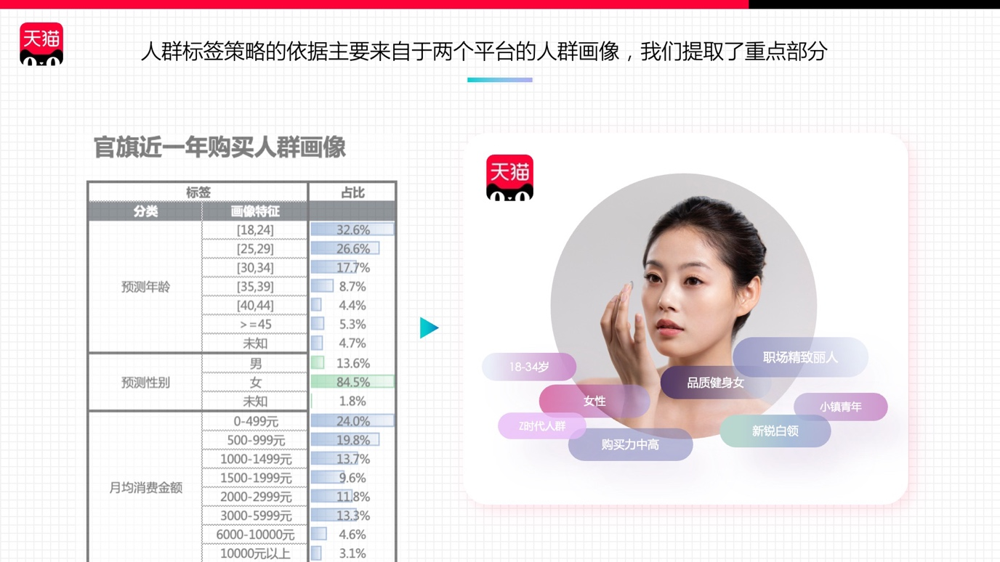 天猫
人群标签策略的依据主要来自于两个平台的人群画像，我们提取了重点部分
官旗近一年购买人群画像
标签 占比
分类 画像特征
预测年龄
[18,24] 32.6%
[25,29] 26.6%
[30,34] 17.7%
[35,39] 8.7%
[40,44] 4.4%
>=45 5.3%
未知 4.7%
预测性别
男 13.6%
女 84.5%
未知 1.8%
月均消费金额
0-499元 24.0%
500-999元 19.8%
1000-1499元 13.7%
1500-1999元 9.6%
2000-2999元 11.8%
3000-5999元 13.3%
6000-10000元 4.6%
10000元以上 3.1%
天猫
职场精致丽人
18-34岁
品质健身女
女性
小镇青年
Z时代人群
新锐白领
购买力中高